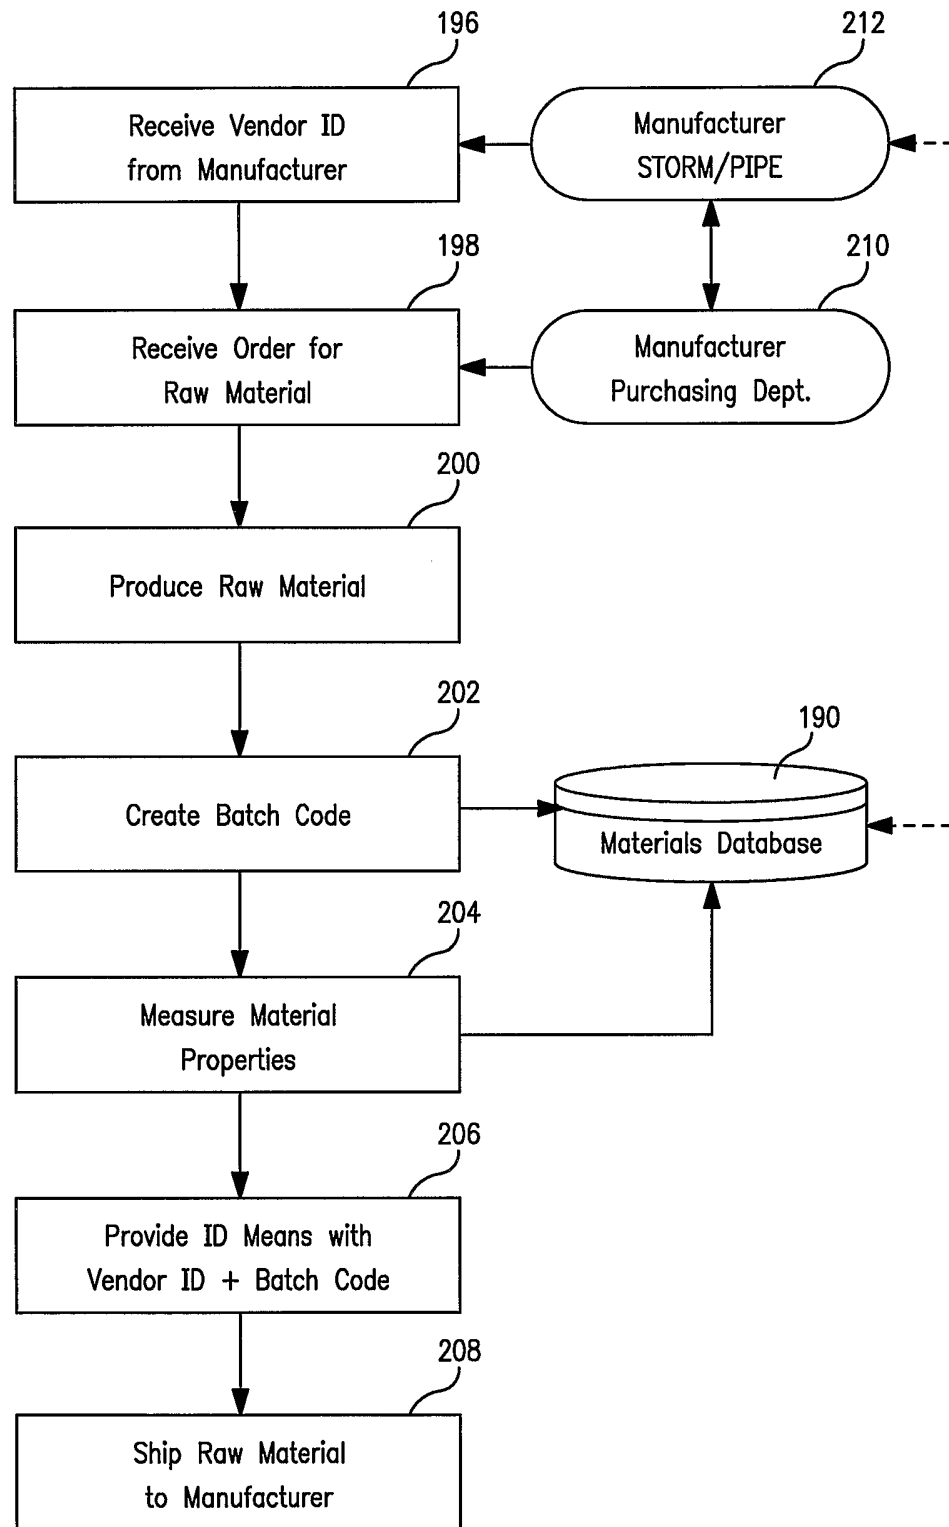 196
212
Receive Vendor ID
from Manufacturer
Manufacturer
STORM/PIPE
198
210
Receive Order for
Raw Material
Manufacturer
Purchasing Dept.
200
Produce Raw Material
202
190
Create Batch Code
Materials Database
204
Measure Material
Properties
206
Provide ID Means with
Vendor ID + Batch Code
208
Ship Raw Material
to Manufacturer